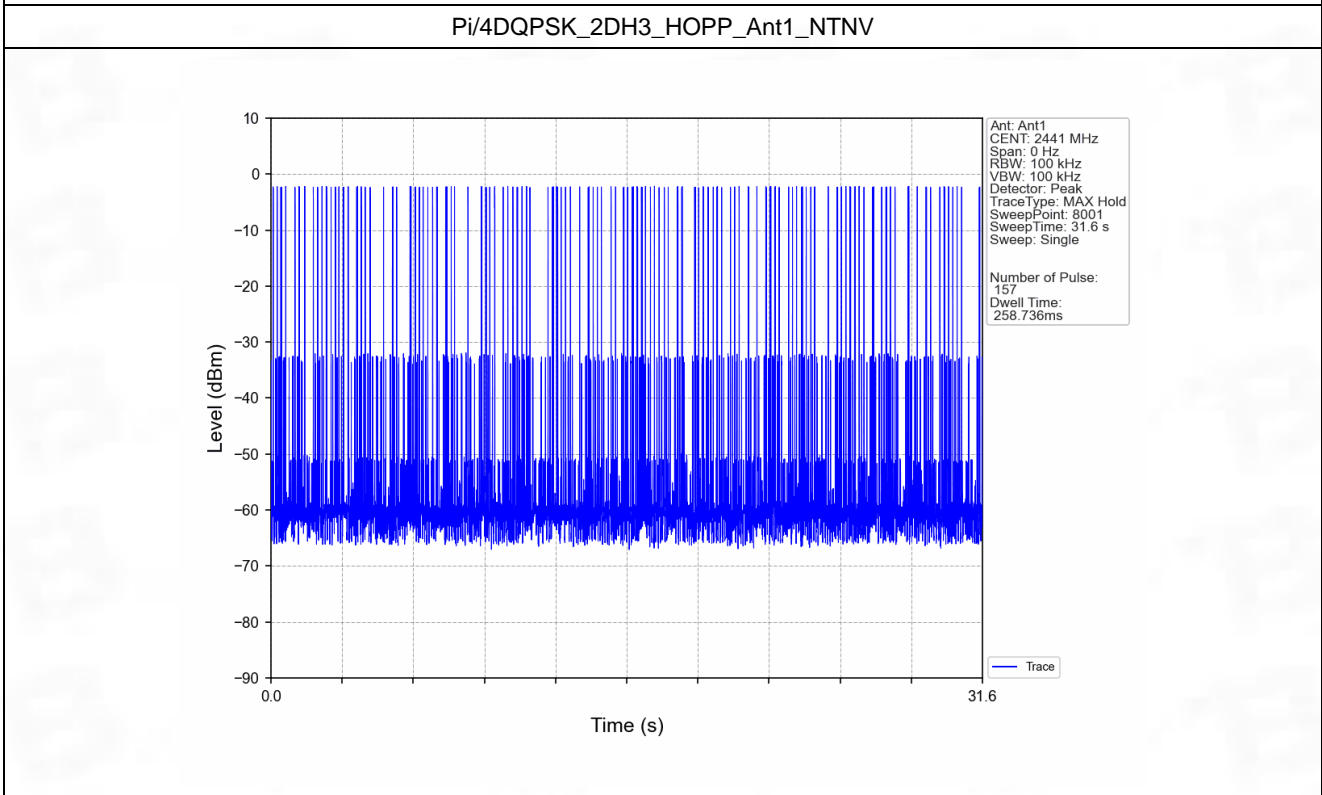 Pi/4DQPSK_2DH3_HOPP_Ant1_NTNV
10
0
−10
−20
−30
−40
−50
−60
−70
−80
−90
Level (dBm)
0.0
31.6
Time (s)
Ant: Ant1
CENT: 2441 MHz
Span: 0 Hz
RBW: 100 kHz
VBW: 100 kHz
Detector: Peak
TraceType: MAX Hold
SweepPoint: 8001
SweepTime: 31.6 s
Sweep: Single
Number of Pulse:
157
Dwell Time:
258.736ms
Trace